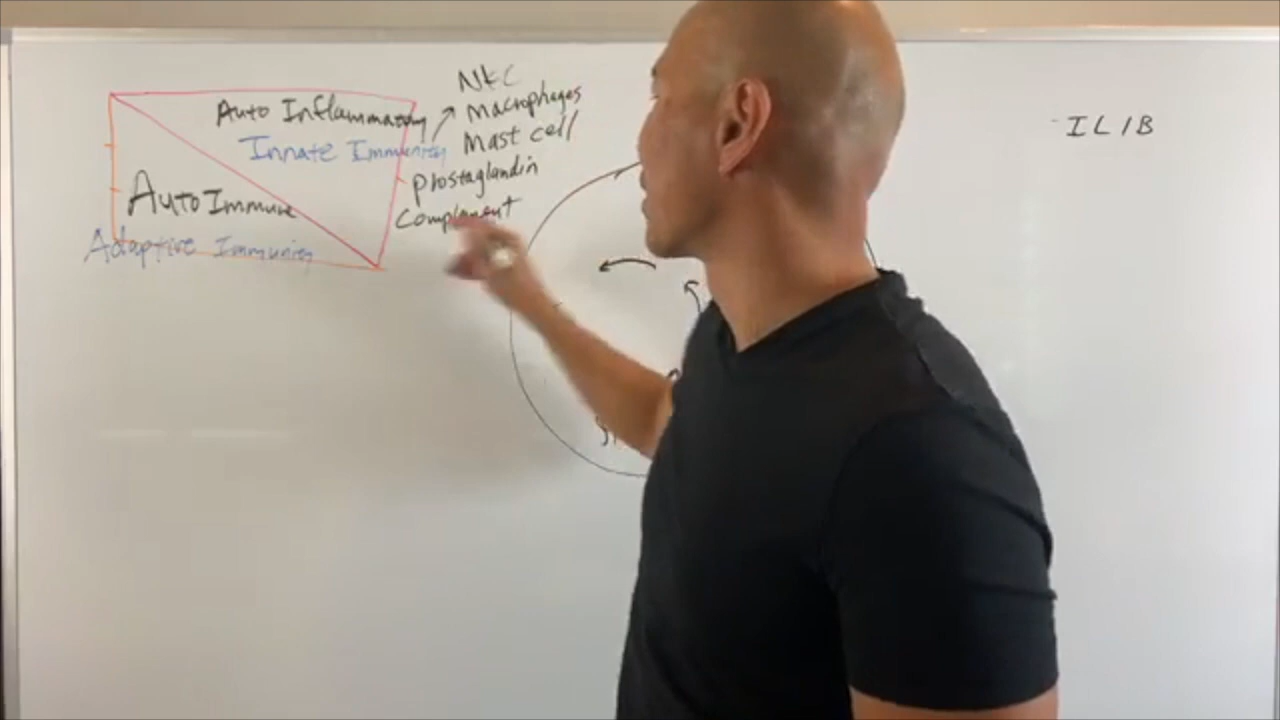 Auto Inflammatory
Innate Immunity
Auto Immune
Adaptive Immunity
NKC
Macrophages
Mast cell
prostaglandin
Complement
IL1B